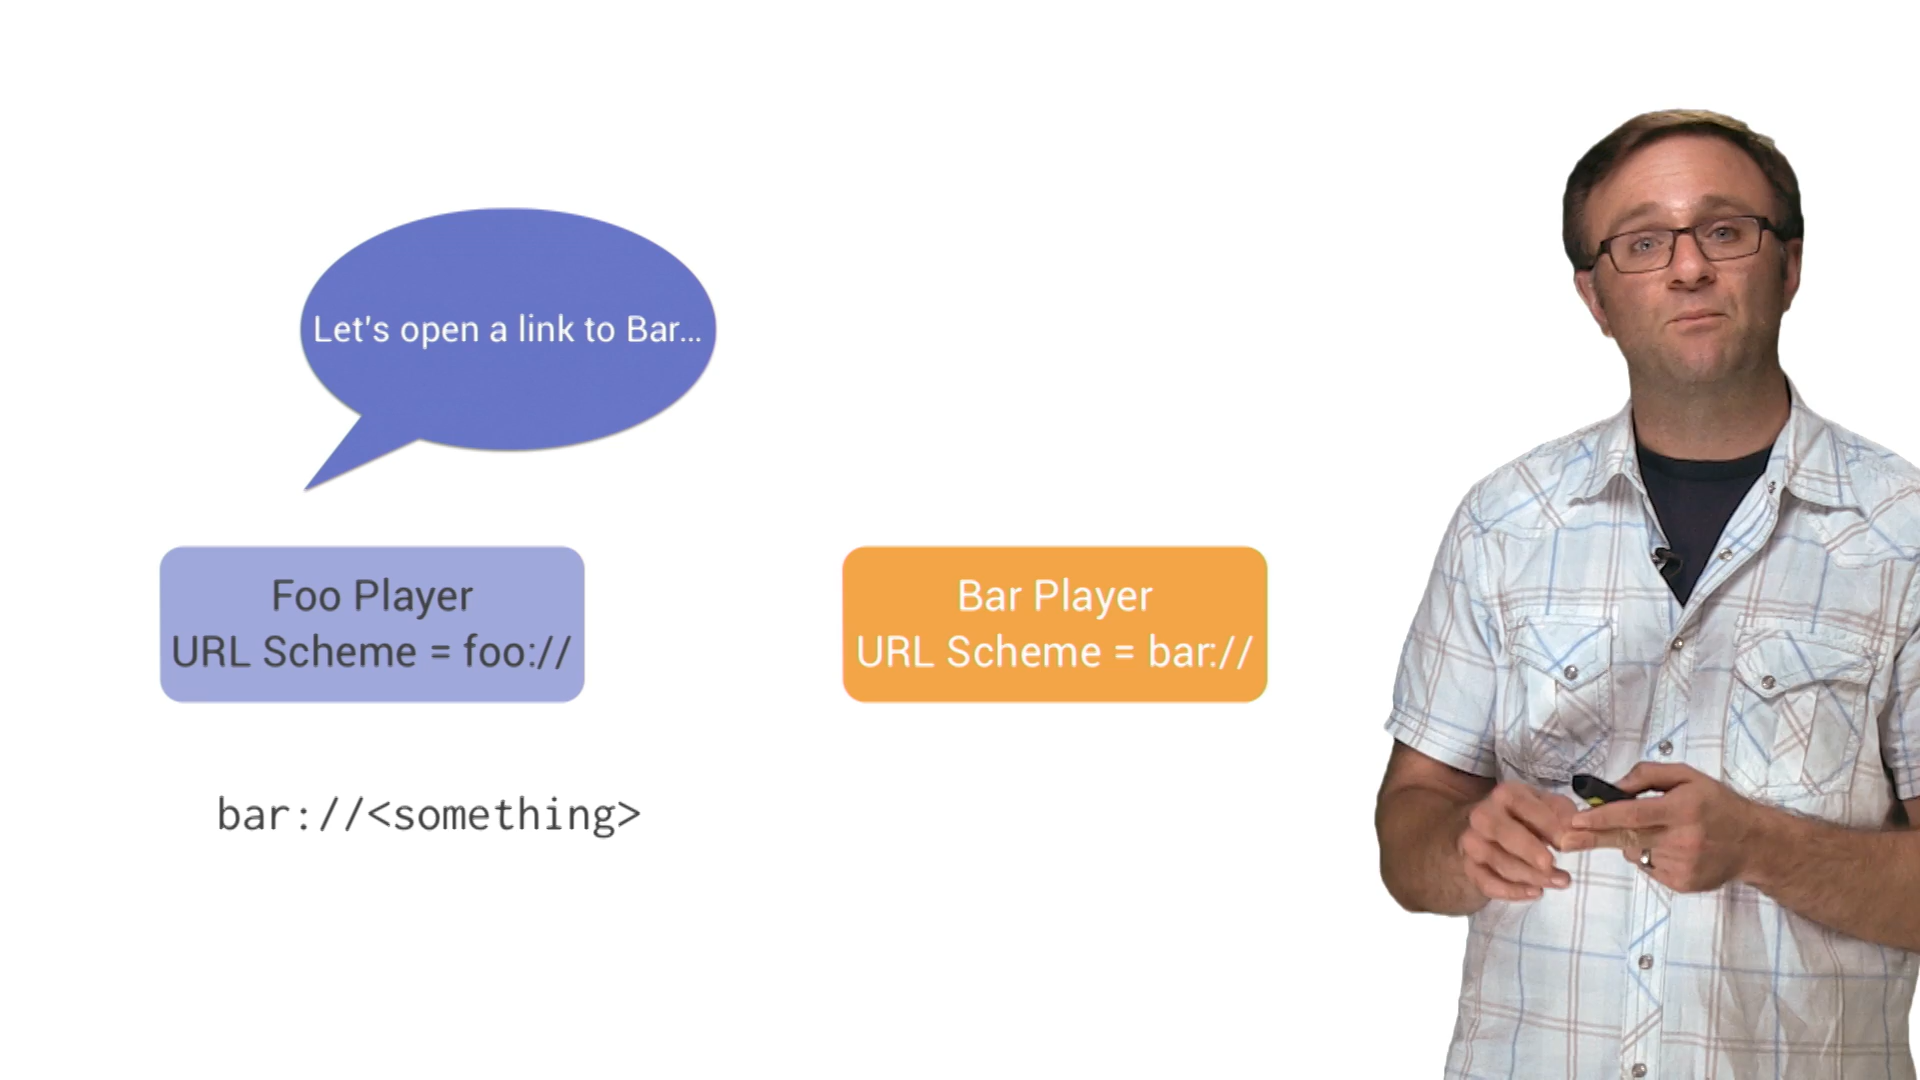 Let's open a link to Bar...
Foo Player
URL Scheme = foo://
Bar Player
URL Scheme = bar://
bar://<something>